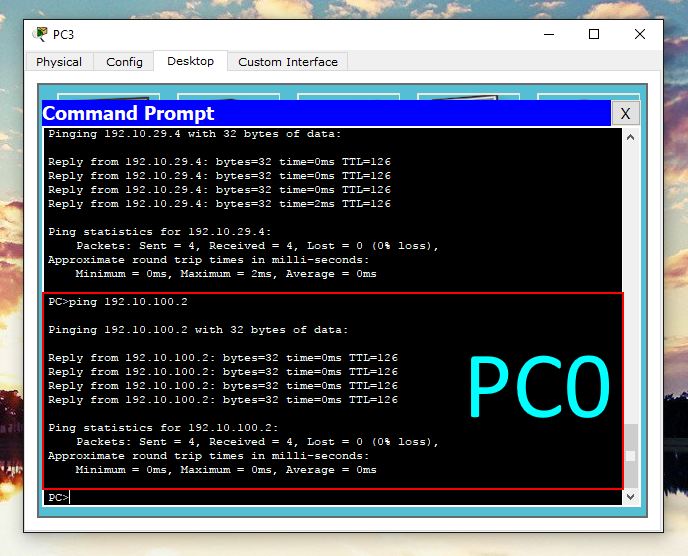 PC3
Physical Config Desktop Custom Interface
Command Prompt X
Pinging 192.10.29.4 with 32 bytes of data:
Reply from 192.10.29.4: bytes=32 time=0ms TTL=126
Reply from 192.10.29.4: bytes=32 time=0ms TTL=126
Reply from 192.10.29.4: bytes=32 time=0ms TTL=126
Reply from 192.10.29.4: bytes=32 time=2ms TTL=126
Ping statistics for 192.10.29.4:
Packets: Sent = 4, Received = 4, Lost = 0 (0% loss),
Approximate round trip times in milli-seconds:
Minimum = 0ms, Maximum = 2ms, Average = 0ms
PC>ping 192.10.100.2
Pinging 192.10.100.2 with 32 bytes of data:
Reply from 192.10.100.2: bytes=32 time=0ms TTL=126
Reply from 192.10.100.2: bytes=32 time=0ms TTL=126
Reply from 192.10.100.2: bytes=32 time=0ms TTL=126
Reply from 192.10.100.2: bytes=32 time=0ms TTL=126
PC0
Ping statistics for 192.10.100.2:
Packets: Sent = 4, Received = 4, Lost = 0 (0% loss),
Approximate round trip times in milli-seconds:
Minimum = 0ms, Maximum = 0ms, Average = 0ms
PC>